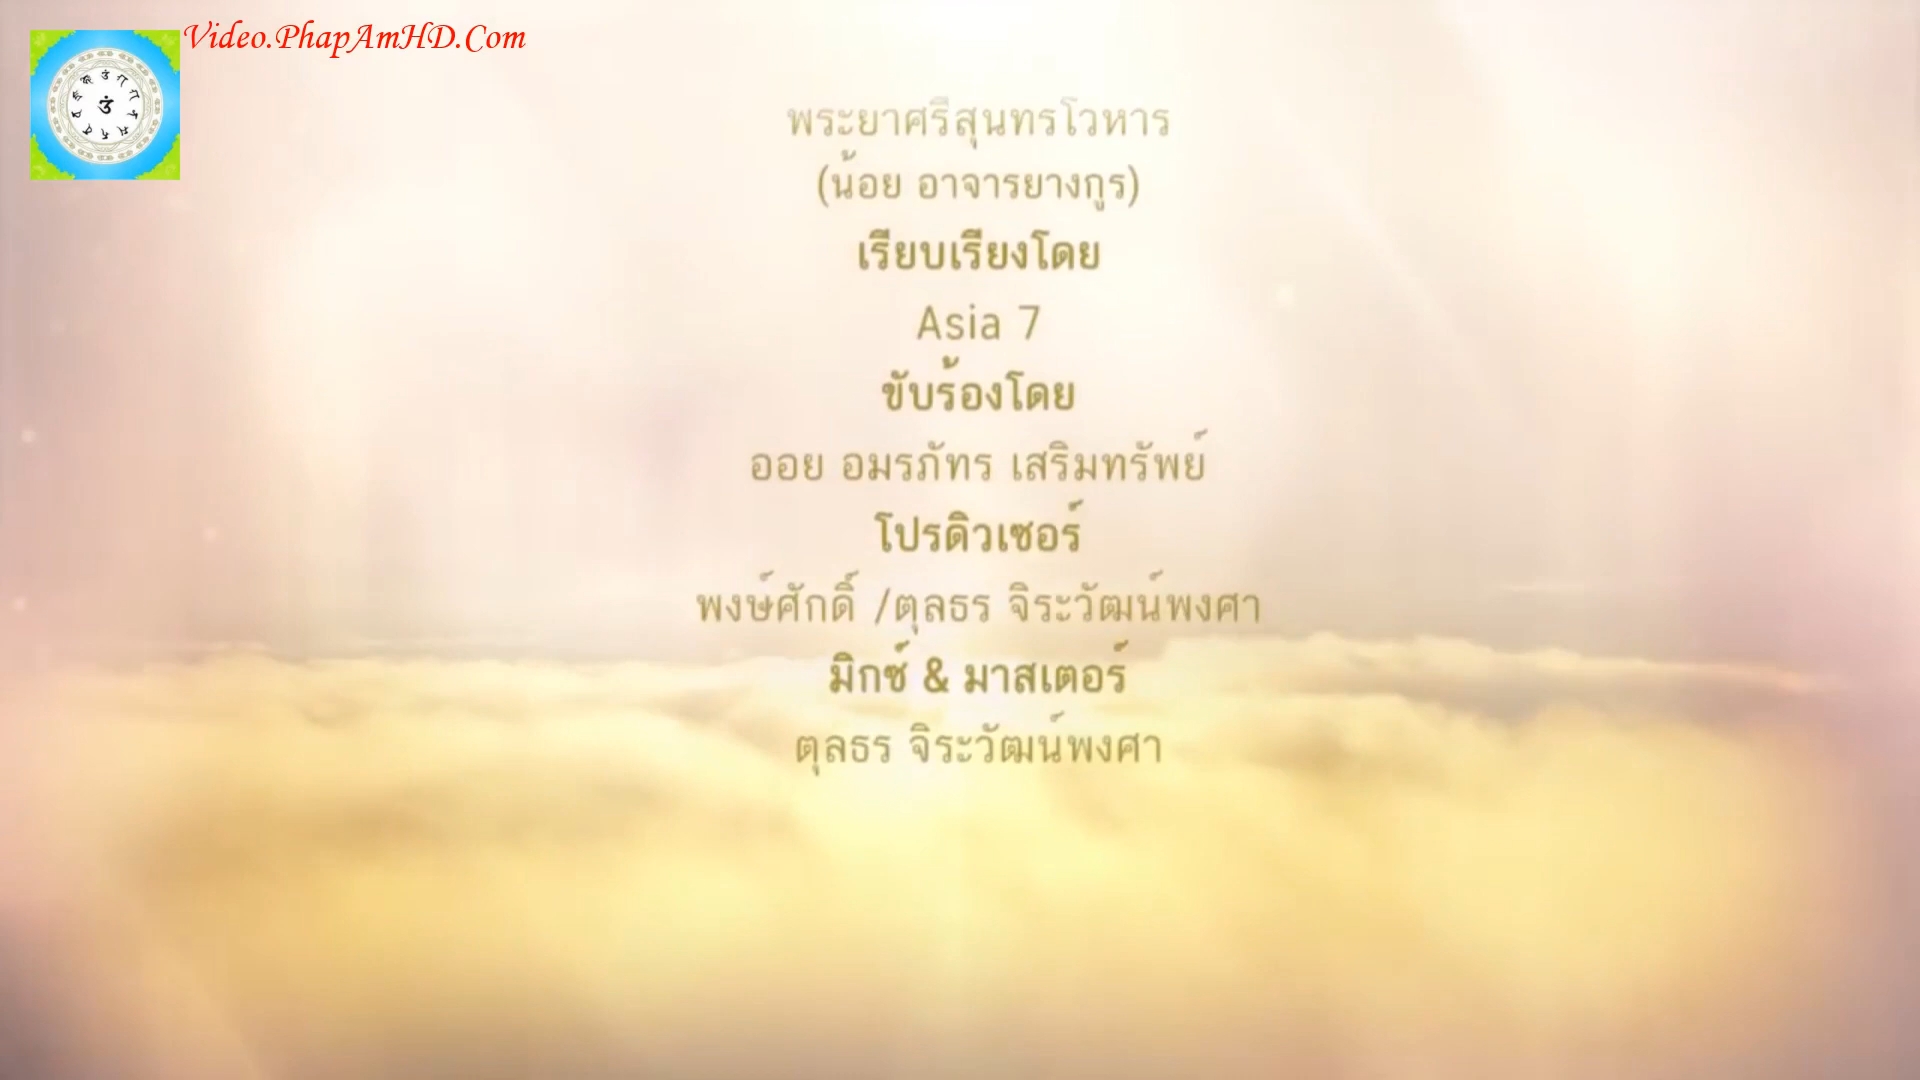 Video.PhapAmHD.Com
พระยาศรีสุนทรโวหาร
(น้อย อาจารยางกูร)
เรียบเรียงโดย
Asia 7
ขับร้องโดย
ออย อมรภัทร เสริมทรัพย์
โปรดิวเซอร์
พงษ์ศักดิ์ /ตุลธร จิระวัฒน์พงศา
มิกซ์ & มาสเตอร์
ตุลธร จิระวัฒน์พงศา